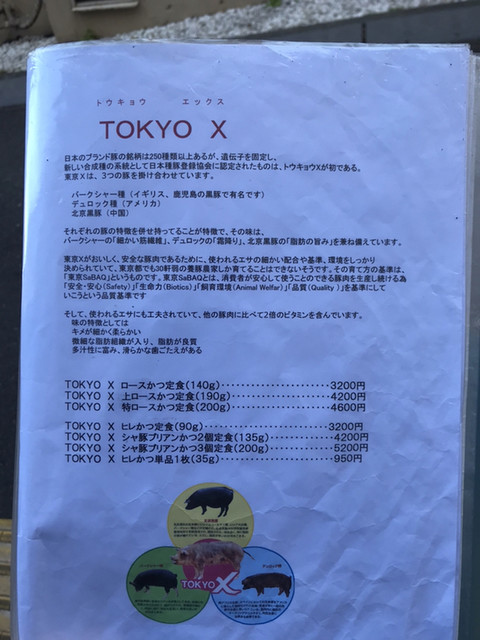 トウキョウ エックス
TOKYO X
日本のブランド豚の銘柄は250種類以上あるが、遺伝子を固定し、
新しい合成種の系統として日本種豚登録協会に認定されたものは、トウキョウXが初である。
東京Xは、3つの豚を掛け合わせています。
バークシャー種（イギリス、鹿児島の黒豚で有名です）
デュロック種（アメリカ）
北京黒豚（中国）
それぞれの豚の特徴を併せ持ってることが特徴で、その味は、
バークシャーの「細かい筋繊維」、デュロックの「霜降り」、北京黒豚の「脂肪の旨み」を兼ね備えています。
東京Xがおいしく、安全な豚肉であるために、使われるエサの細かい配合や基準、環境をしっかり
決められていて、東京都でも30軒弱の養豚農家しか育てることはできないそうです。その育て方の基準は、
「東京SaBAQ」というものです。東京SaBAQとは、消費者が安心して使うことのできる豚肉を生産し続ける為
「安全・安心（Safety）」「生命力（Biotics）」「飼育環境（Animal Welfar）」「品質（Quality）」を基準にして
いこうという品質基準です
そして、使われるエサにも工夫されていて、他の豚肉に比べて2倍のビタミンを含んでいます。
味の特徴としては
キメが細かく柔らかい
微細な脂肪組織が入り、脂肪が良質
多汁性に富み、滑らかな歯ごたえがある
TOKYO X ロースかつ定食(140g)･･････････････････････3200円
TOKYO X 上ロースかつ定食(190g)････････････････････4200円
TOKYO X 特ロースかつ定食(200g)････････････････････4600円
TOKYO X ヒレかつ定食(90g)････････････････････････3200円
TOKYO X シャ豚ブリアンかつ2個定食(135g)････････････4200円
TOKYO X シャ豚ブリアンかつ3個定食(200g)････････････5200円
TOKYO X ヒレかつ単品1枚(35g)･･････････････････････950円
TOKYO X